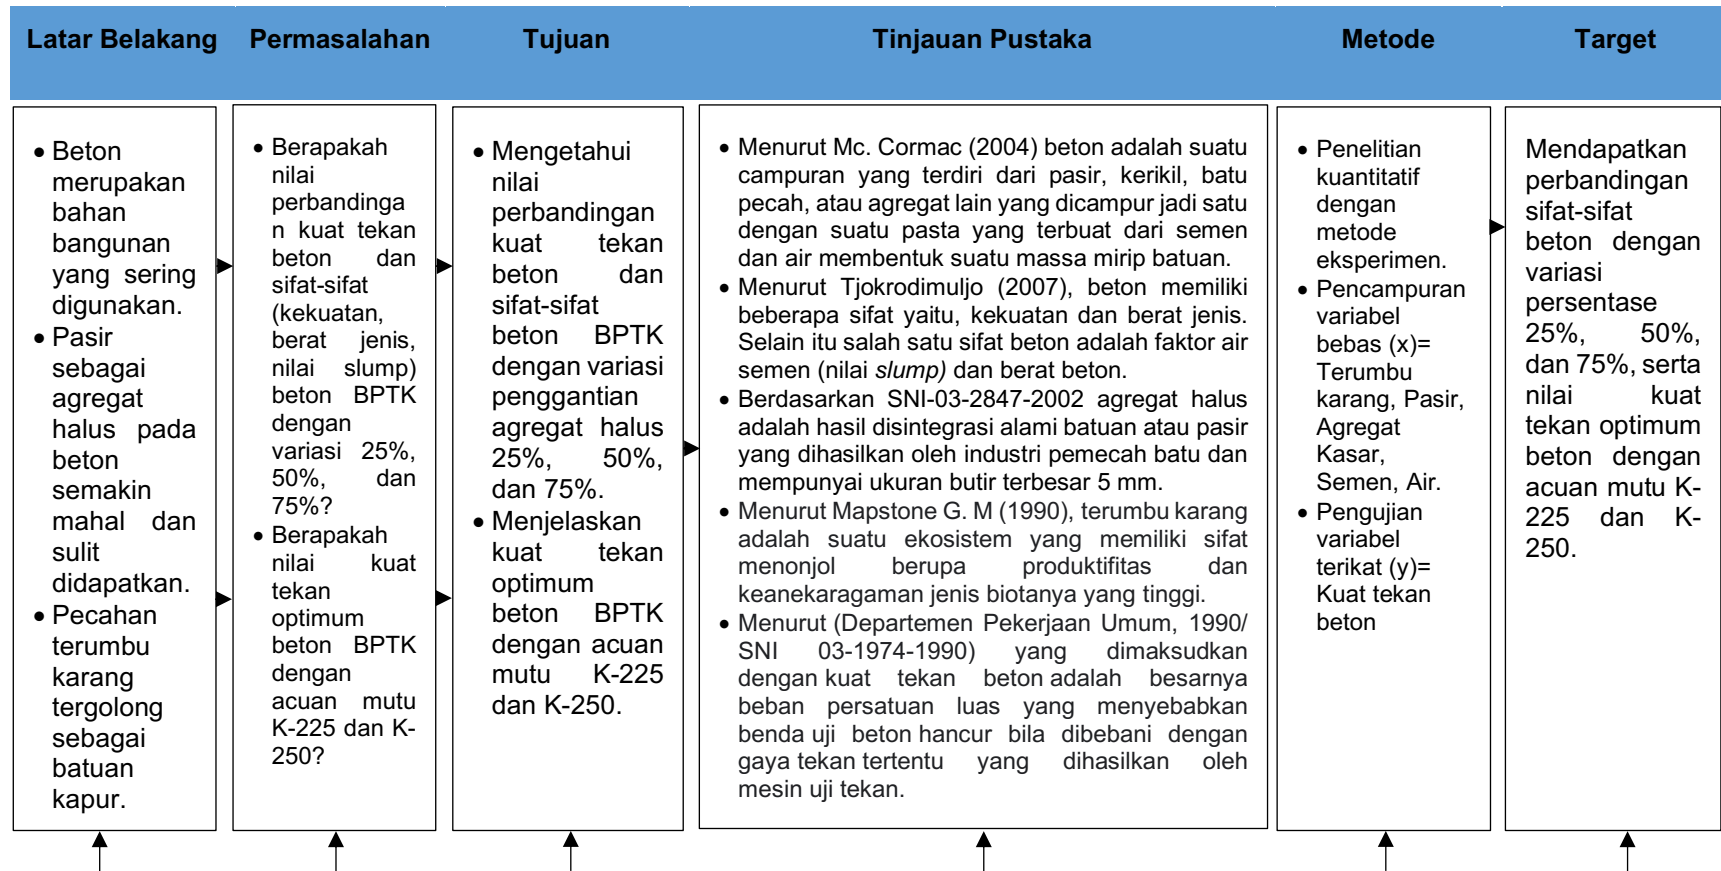 Latar Belakang
Permasalahan
Tujuan
Tinjauan Pustaka
Metode
Target
• Beton
merupakan
bahan
bangunan
yang sering
digunakan.
• Pasir
sebagai
agregat
halus pada
beton
semakin
mahal dan
sulit
didapatkan.
• Pecahan
terumbu
karang
tergolong
sebagai
batuan
kapur.
• Berapakah
nilai
perbandinga
n kuat tekan
beton dan
sifat-sifat
(kekuatan,
berat jenis,
nilai slump)
beton BPTK
dengan
variasi 25%,
50%, dan
75%?
• Berapakah
nilai kuat
tekan
optimum
beton BPTK
dengan
acuan mutu
K-225 dan K-
250?
• Mengetahui
nilai
perbandingan
kuat tekan
beton dan
sifat-sifat
beton BPTK
dengan variasi
penggantian
agregat halus
25%, 50%,
dan 75%.
• Menjelaskan
kuat tekan
optimum
beton BPTK
dengan acuan
mutu K-225
dan K-250.
• Menurut Mc. Cormac (2004) beton adalah suatu
campuran yang terdiri dari pasir, kerikil, batu
pecah, atau agregat lain yang dicampur jadi satu
dengan suatu pasta yang terbuat dari semen
dan air membentuk suatu massa mirip batuan.
• Menurut Tjokrodimuljo (2007), beton memiliki
beberapa sifat yaitu, kekuatan dan berat jenis.
Selain itu salah satu sifat beton adalah faktor air
semen (nilai slump) dan berat beton.
• Berdasarkan SNI-03-2847-2002 agregat halus
adalah hasil disintegrasi alami batuan atau pasir
yang dihasilkan oleh industri pemecah batu dan
mempunyai ukuran butir terbesar 5 mm.
• Menurut Mapstone G. M (1990), terumbu karang
adalah suatu ekosistem yang memiliki sifat
menonjol berupa produktifitas dan
keanekaragaman jenis biotanya yang tinggi.
• Menurut (Departemen Pekerjaan Umum, 1990/
SNI 03-1974-1990) yang dimaksudkan
dengan kuat tekan beton adalah besarnya
beban persatuan luas yang menyebabkan
benda uji beton hancur bila dibebani dengan
gaya tekan tertentu yang dihasilkan oleh
mesin uji tekan.
• Penelitian
kuantitatif
dengan
metode
eksperimen.
• Pencampuran
variabel
bebas (x)=
Terumbu
karang, Pasir,
Agregat
Kasar,
Semen, Air.
• Pengujian
variabel
terikat (y)=
Kuat tekan
beton
Mendapatkan
perbandingan
sifat-sifat
beton dengan
variasi
persentase
25%, 50%,
dan 75%, serta
nilai kuat
tekan optimum
beton dengan
acuan mutu K-
225 dan K-
250.